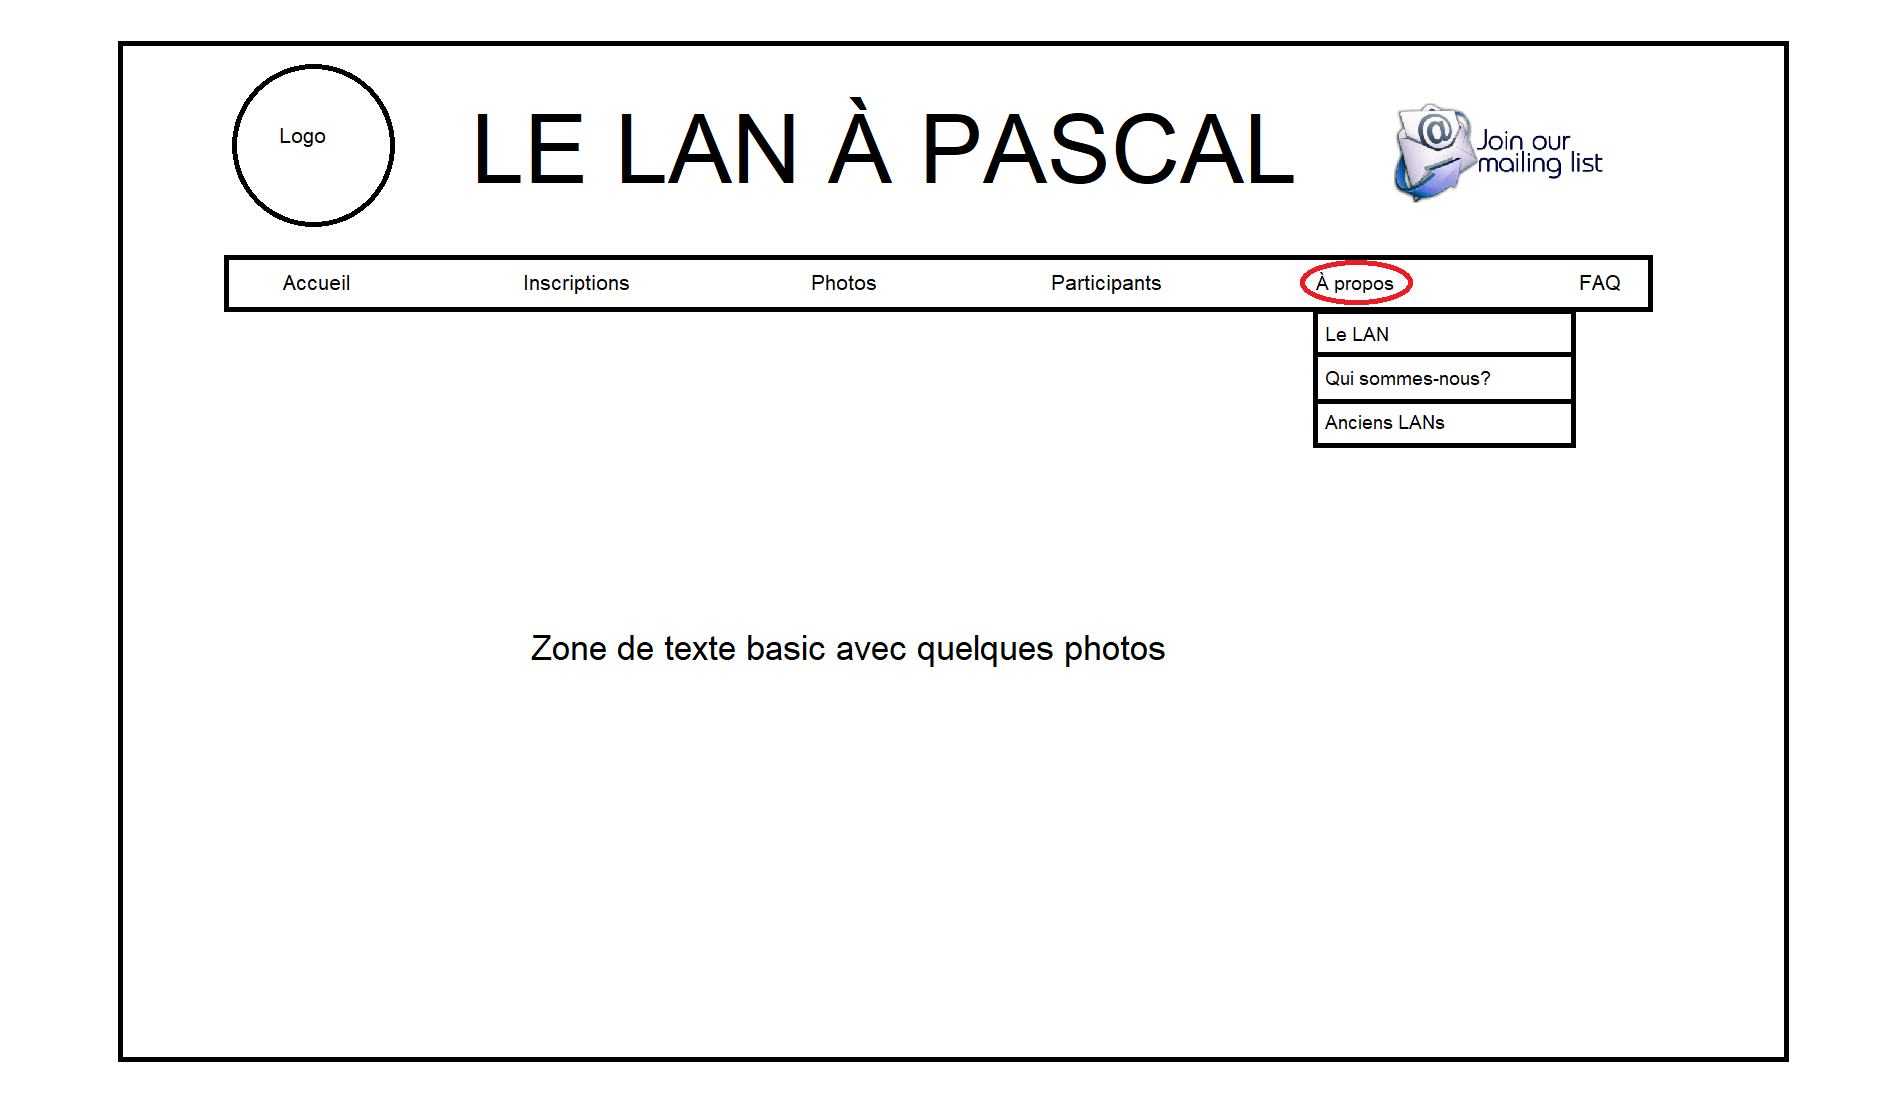 Logo
LE LAN À PASCAL
@
Join our
mailing list
Accueil
Inscriptions
Photos
Participants
À propos
FAQ
Le LAN
Qui sommes-nous?
Anciens LANs
Zone de texte basic avec quelques photos